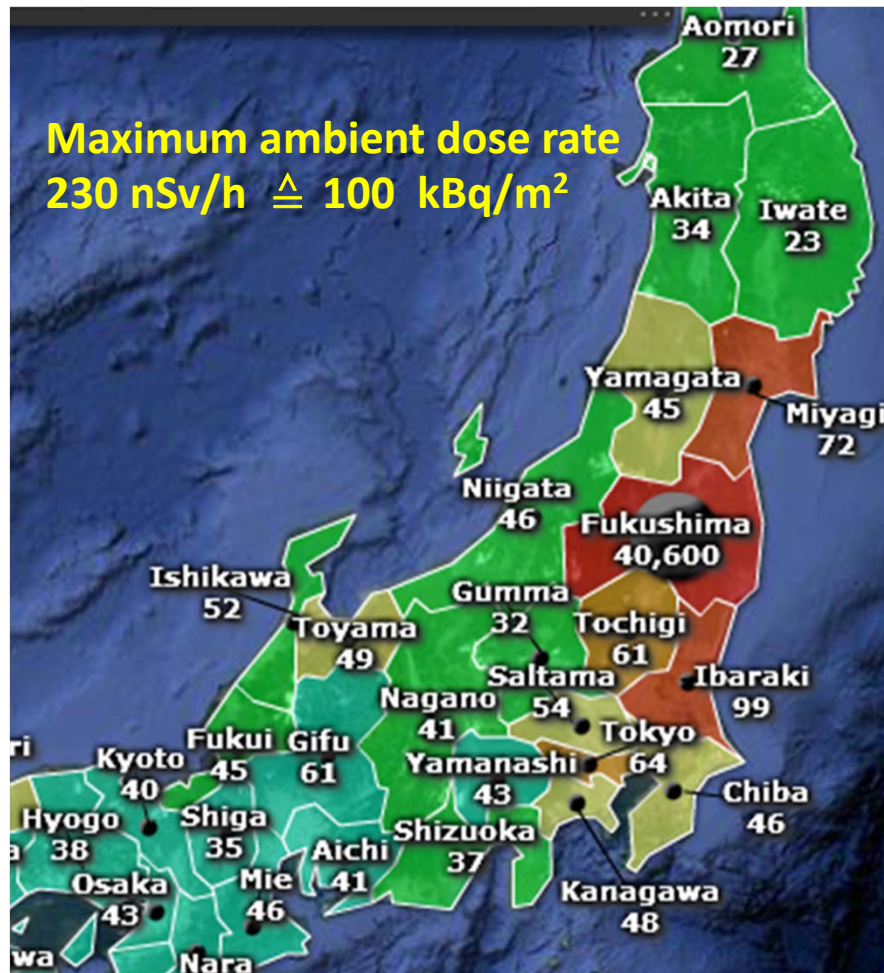 Aomori
27
Maximum ambient dose rate
230 nSv/h ≙ 100 kBq/m²
Akita
34
Iwate
23
Yamagata
45
Miyagi
72
Niigata
46
Fukushima
40,600
Ishikawa
52
Gumma
32
Toyama
49
Tochigi
61
Saltama
54
Ibaraki
99
Nagano
41
Tokyo
64
ri
Kyoto
40
Fukui
45
Gifu
61
Yamanashi
43
Chiba
46
Hyogo
38
Shiga
35
Aichi
41
Shizuoka
37
a
Osaka
43
Mie
46
Kanagawa
48
wa
Nara